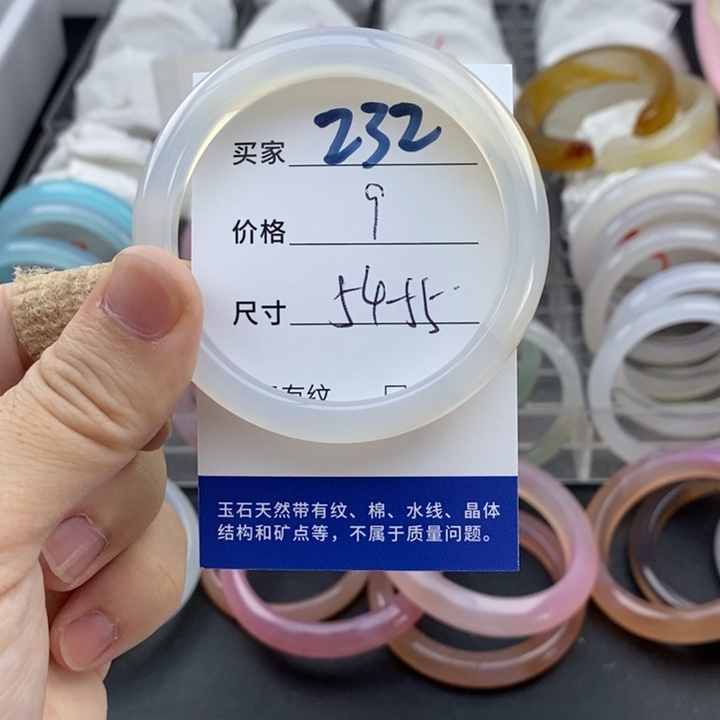 买家 232
价格 9
尺寸 54-55
有纹
玉石天然带有纹、棉、水线、晶体
结构和矿点等，不属于质量问题。